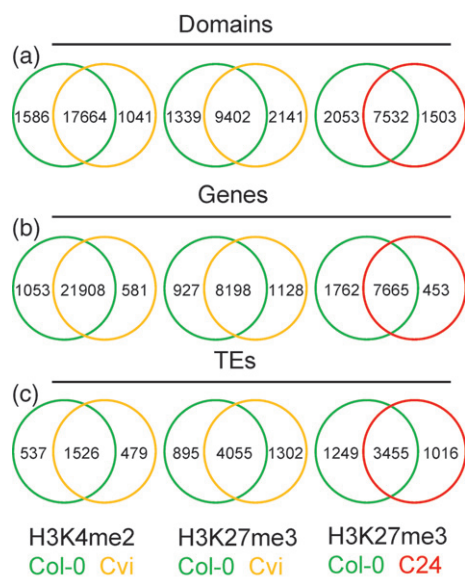 Domains
(a)
1586 17664 1041 1339 9402 2141 2053 7532 1503
Genes
(b)
1053 21908 581 927 8198 1128 1762 7665 453
TEs
(c)
537 1526 479 895 4055 1302 1249 3455 1016
H3K4me2 H3K27me3 H3K27me3
Col-0 Cvi Col-0 Cvi Col-0 C24